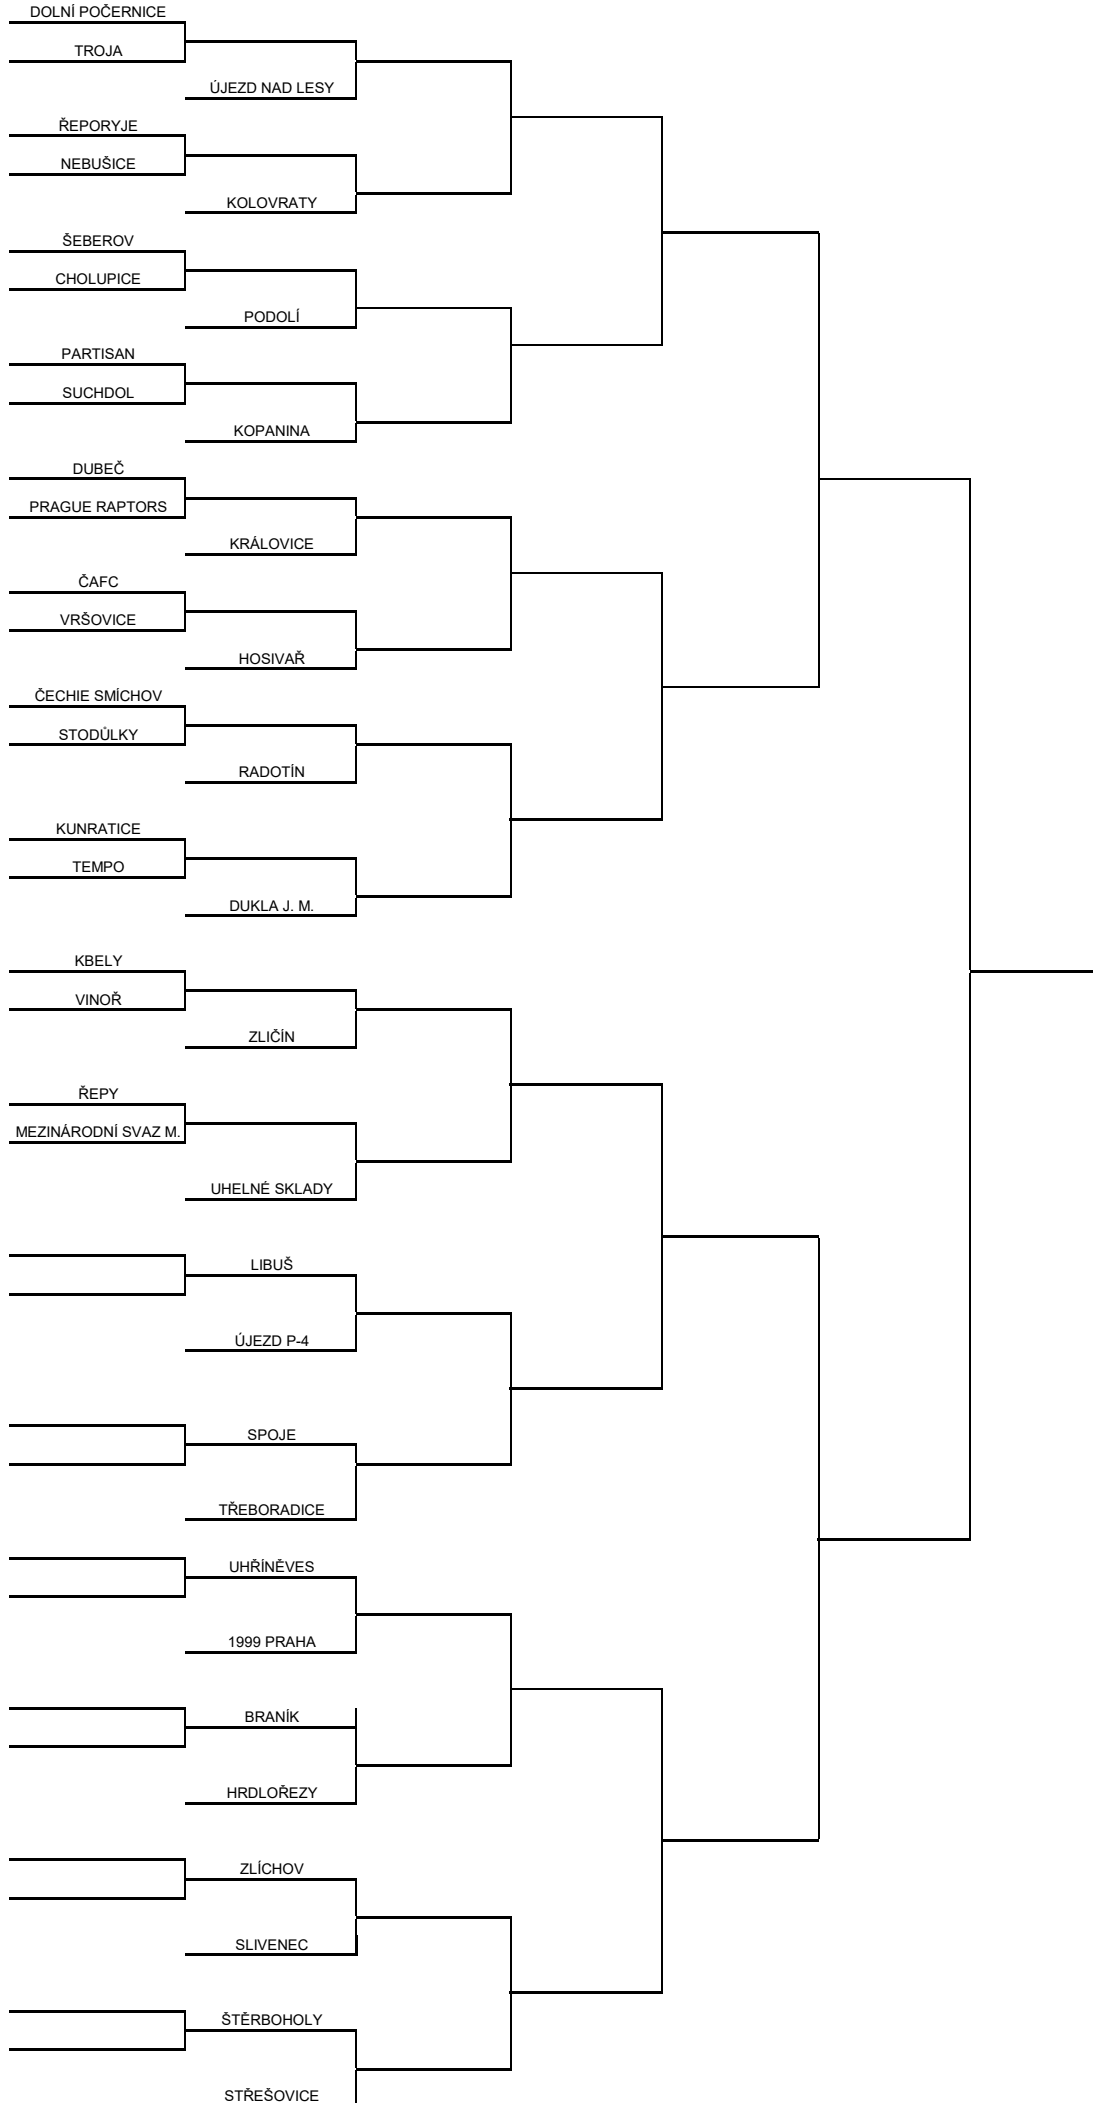 DOLNÍ POČERNICE
TROJA
ÚJEZD NAD LESY
ŘEPORYJE
NEBUŠICE
KOLOVRATY
ŠEBEROV
CHOLUPICE
PODOLÍ
PARTISAN
SUCHDOL
KOPANINA
DUBEČ
PRAGUE RAPTORS
KRÁLOVICE
ČAFC
VRŠOVICE
HOSIVAŘ
ČECHIE SMÍCHOV
STODŮLKY
RADOTÍN
KUNRATICE
TEMPO
DUKLA J. M.
KBELY
VINOŘ
ZLIČÍN
ŘEPY
MEZINÁRODNÍ SVAZ M.
UHELNÉ SKLADY
LIBUŠ
ÚJEZD P-4
SPOJE
TŘEBORADICE
UHŘÍNĚVES
1999 PRAHA
BRANÍK
HRDLOŘEZY
ZLÍCHOV
SLIVENEC
ŠTĚRBOHOLY
STŘEŠOVICE